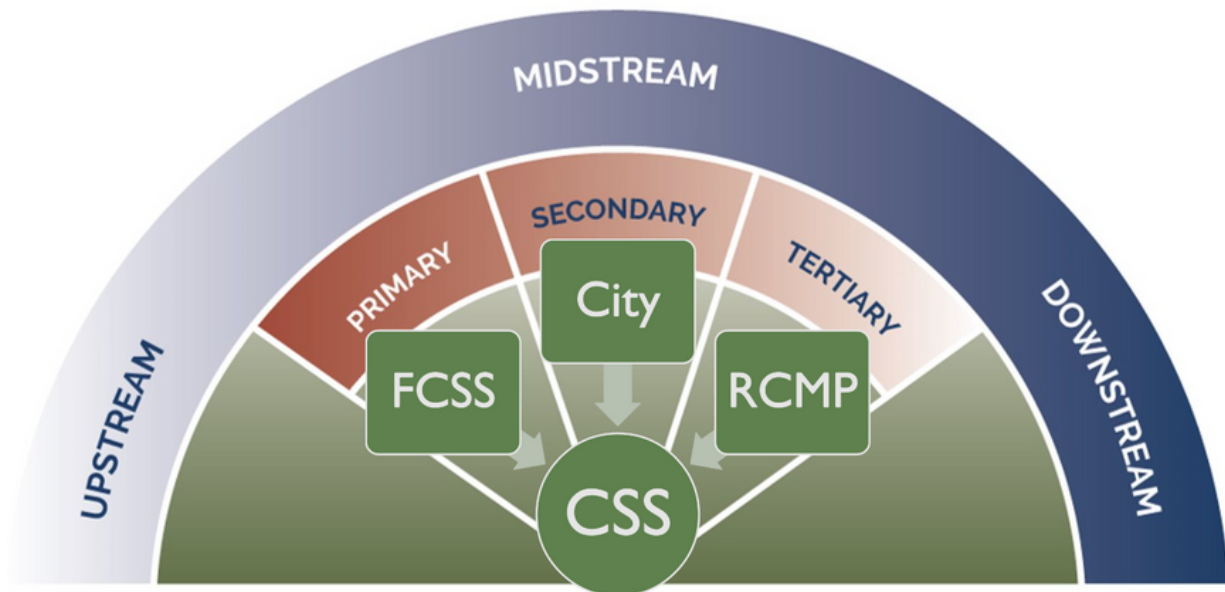 MIDSTREAM
UPSTREAM
DOWNSTREAM
PRIMARY
SECONDARY
TERTIARY
FCSS
City
RCMP
CSS